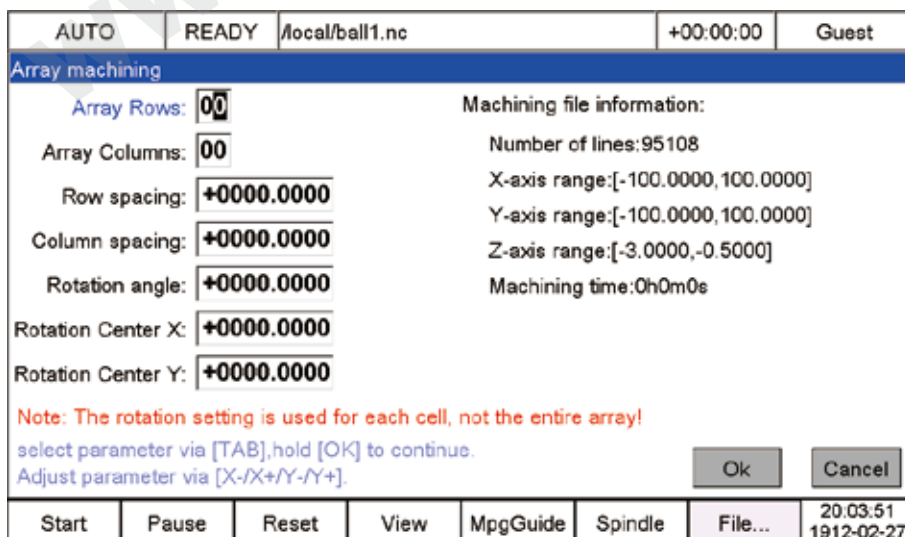 AUTO READY /local/ball1.nc +00:00:00 Guest
Array machining
Array Rows: 00
Array Columns: 00
Row spacing: +0000.0000
Column spacing: +0000.0000
Rotation angle: +0000.0000
Rotation Center X: +0000.0000
Rotation Center Y: +0000.0000
Machining file information:
Number of lines:95108
X-axis range:[-100.0000,100.0000]
Y-axis range:[-100.0000,100.0000]
Z-axis range:[-3.0000,-0.5000]
Machining time:0h0m0s
Note: The rotation setting is used for each cell, not the entire array!
select parameter via [TAB],hold [OK] to continue.
Adjust parameter via [X-/X+/Y-/Y+].
Ok Cancel
Start Pause Reset View MpgGuide Spindle File... 20:03:51
1912-02-27